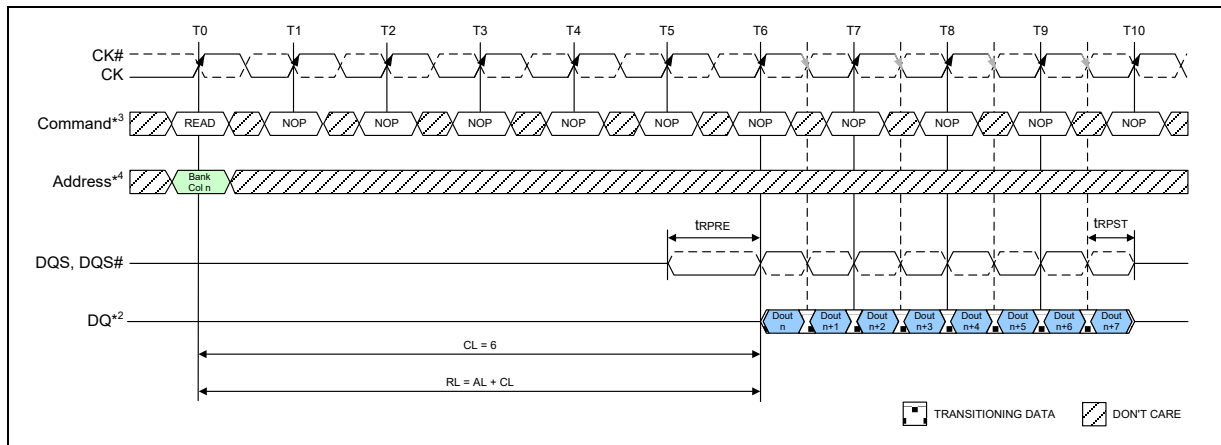 T0 T1 T2 T3 T4 T5 T6 T7 T8 T9 T10
CK#
CK
Command*3 READ NOP NOP NOP NOP NOP NOP NOP NOP NOP NOP
Address*4 Bank
Col n
tRPRE tRPST
DQS, DQS#
DQ*2 Dout
n Dout
n+1 Dout
n+2 Dout
n+3 Dout
n+4 Dout
n+5 Dout
n+6 Dout
n+7
CL = 6
RL = AL + CL
TRANSITIONING DATA DON'T CARE